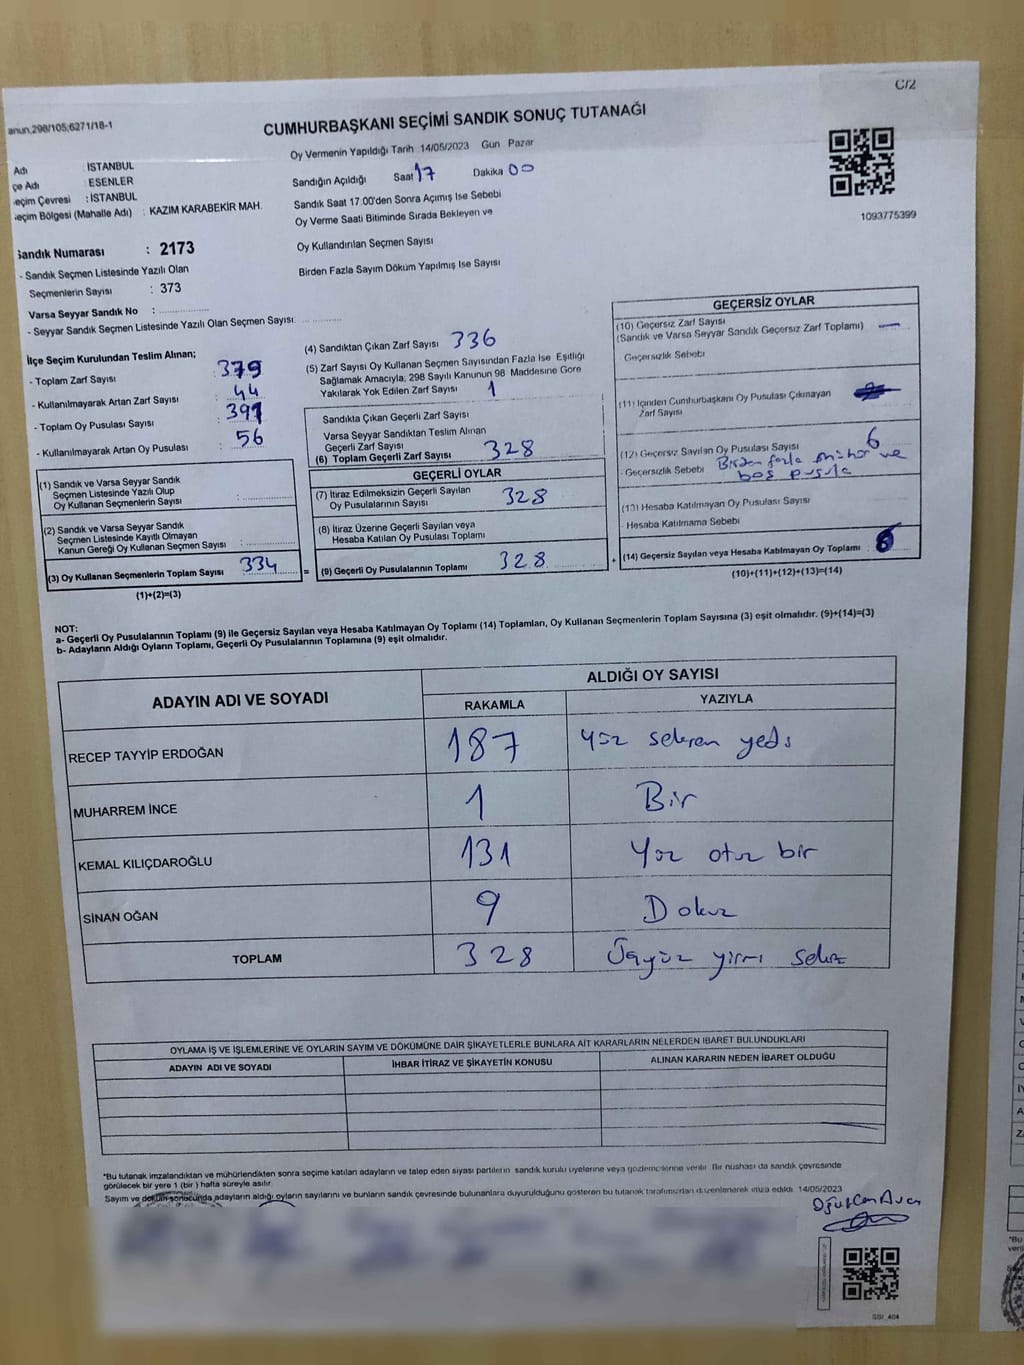 C/2
anun;298/105;6271/18-1
CUMHURBAŞKANI SEÇİMİ SANDIK SONUÇ TUTANAĞI
Adı İSTANBUL
çe Adı : ESENLER
eçim Çevresi : İSTANBUL
eçim Bölgesi (Mahalle Adı) : KAZIM KARABEKİR MAH.
Sandık Numarası : 2173
- Sandık Seçmen Listesinde Yazılı Olan
Seçmenlerin Sayısı : 373
Varsa Seyyar Sandık No :
- Seyyar Sandık Seçmen Listesinde Yazılı Olan Seçmen Sayısı:
Oy Vermenin Yapıldığı Tarih 14/05/2023 Gün Pazar
Sandığın Açıldığı Saat 17 Dakika 00
Sandık Saat 17.00'den Sonra Açımış İse Sebebi
Oy Verme Saati Bitiminde Sırada Bekleyen ve
Oy Kullandırılan Seçmen Sayısı
Birden Fazla Sayım Döküm Yapılmış İse Sayısı
1093775399
İlçe Seçim Kurulundan Teslim Alınan;
- Toplam Zarf Sayısı : 379
- Kullanılmayarak Artan Zarf Sayısı : 44
- Toplam Oy Pusulası Sayısı : 391
- Kullanılmayarak Artan Oy Pusulası : 56
(1) Sandık ve Varsa Seyyar Sandık
Seçmen Listesinde Yazılı Olup
Oy Kullanan Seçmenlerin Sayısı :
(2) Sandık ve Varsa Seyyar Sandık
Seçmen Listesinde Kayıtlı Olmayan
Kanun Gereği Oy Kullanan Seçmen Sayısı :
(3) Oy Kullanan Seçmenlerin Toplam Sayısı 334
(1)+(2)=(3)
(4) Sandıktan Çıkan Zarf Sayısı 336
(5) Zarf Sayısı Oy Kullanan Seçmen Sayısından Fazla İse Eşitliği
Sağlamak Amacıyla, 298 Sayılı Kanunun 98. Maddesine Göre
Yakılarak Yok Edilen Zarf Sayısı 1
Sandıkta Çıkan Geçerli Zarf Sayısı
Varsa Seyyar Sandıktan Teslim Alınan
Geçerli Zarf Sayısı
(6) Toplam Geçerli Zarf Sayısı 328
GEÇERLİ OYLAR
(7) İtiraz Edilmeksizin Geçerli Sayılan
Oy Pusulalarının Sayısı 328
(8) İtiraz Üzerine Geçerli Sayılan veya
Hesaba Katılan Oy Pusulası Toplamı
= (9) Geçerli Oy Pusulalarının Toplamı 328 +
GEÇERSİZ OYLAR
(10) Geçersiz Zarf Sayısı
(Sandık ve Varsa Seyyar Sandık Geçersiz Zarf Toplamı) —
Geçersizlik Sebebi
(11) İçinden Cumhurbaşkanı Oy Pusulası Çıkmayan
Zarf Sayısı
(12) Geçersiz Sayılan Oy Pusulası Sayısı 6
Geçersizlik Sebebi Birden fazla mühür ve
boş pusula
(13) Hesaba Katılmayan Oy Pusulası Sayısı
Hesaba Katılmama Sebebi
(14) Geçersiz Sayılan veya Hesaba Katılmayan Oy Toplamı 6
(10)+(11)+(12)+(13)=(14)
NOT:
a- Geçerli Oy Pusulalarının Toplamı (9) ile Geçersiz Sayılan veya Hesaba Katılmayan Oy Toplamı (14) Toplamları, Oy Kullanan Seçmenlerin Toplam Sayısına (3) eşit olmalıdır. (9)+(14)=(3)
b- Adayların Aldığı Oyların Toplamı, Geçerli Oy Pusulalarının Toplamına (9) eşit olmalıdır.
ADAYIN ADI VE SOYADI ALDIĞI OY SAYISI
RAKAMLA YAZIYLA
RECEP TAYYİP ERDOĞAN 187 Yüz seksen yedi
MUHARREM İNCE 1 Bir
KEMAL KILIÇDAROĞLU 131 Yüz otuz bir
SİNAN OĞAN 9 Dokuz
TOPLAM 328 Üçyüz yirmi sekiz
OYLAMA İŞ VE İŞLEMLERİNE VE OYLARIN SAYIM VE DÖKÜMÜNE DAİR ŞİKAYETLERLE BUNLARA AİT KARARLARIN NELERDEN İBARET BULUNDUKLARI
ADAYIN ADI VE SOYADI İHBAR İTİRAZ VE ŞİKAYETİN KONUSU ALINAN KARARIN NEDEN İBARET OLDUĞU
*Bu tutanak imzalandıktan ve mühürlendikten sonra seçime katılan adayların ve talep eden siyasi partilerin sandık kurulu üyelerine veya gözlemcilerine verilir. Bir nüshası da sandık çevresinde
görülecek bir yere 1 (bir) hafta süreyle asılır.
Sayım ve döküm sonucunda adayların aldığı oyların sayılarını ve bunların sandık çevresinde bulunanlara duyurulduğunu gösteren bu tutanak tarafımızdan düzenlenerek imza edildi. 14/05/2023